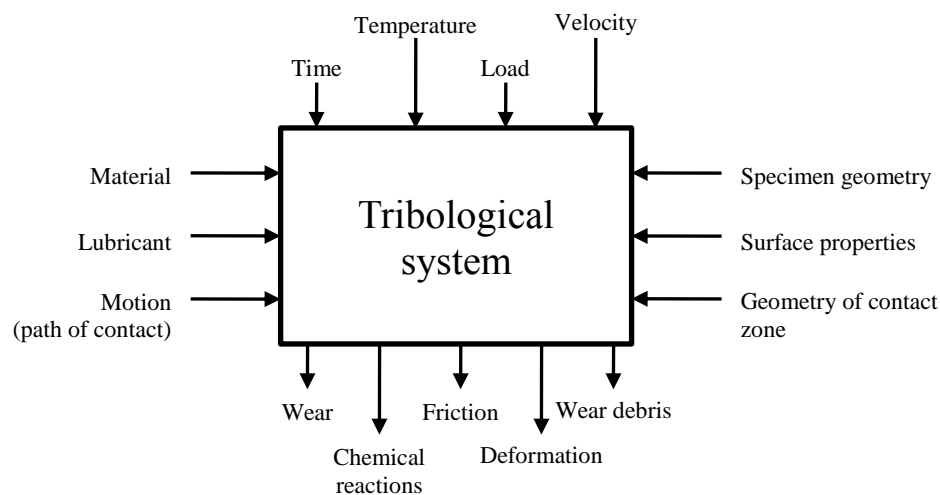 Temperature
Velocity
Time
Load
Material
Lubricant
Motion
(path of contact)
Tribological
system
Specimen geometry
Surface properties
Geometry of contact
zone
Wear
Friction
Wear debris
Chemical
reactions
Deformation